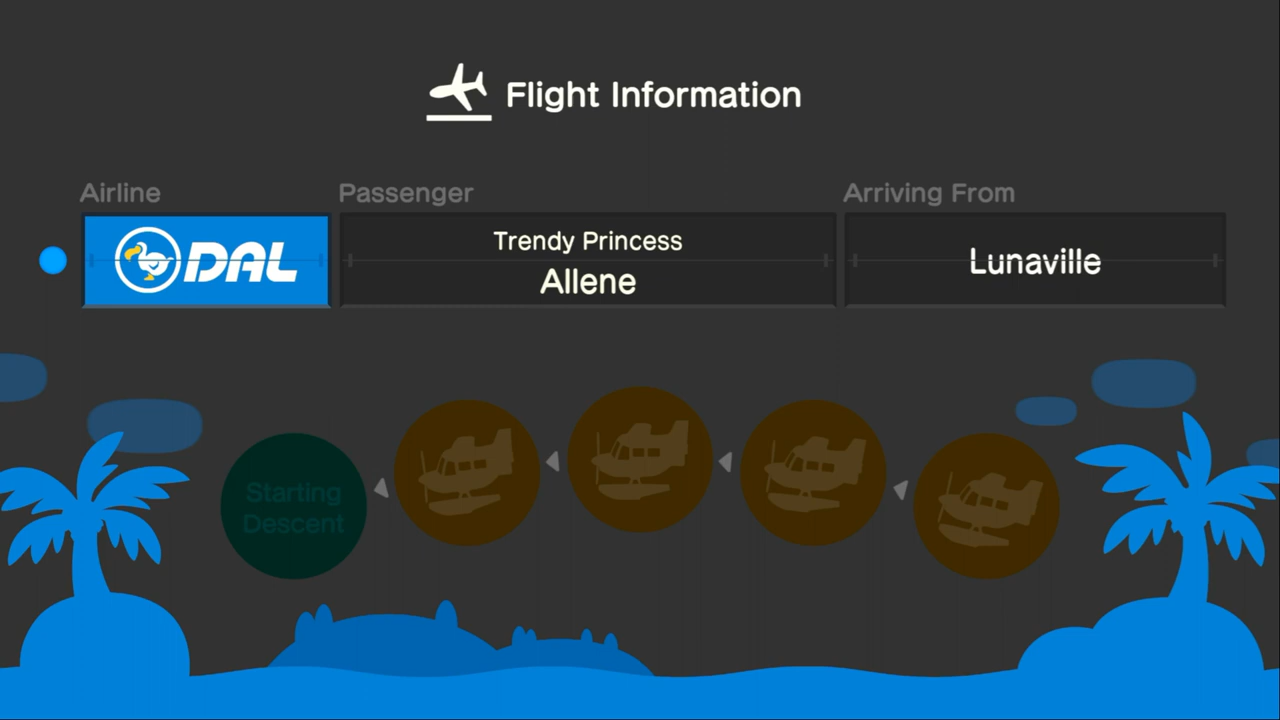 Flight Information
Airline
Passenger
Arriving From
DAL
Trendy Princess
Allene
Lunaville
Starting
Descent